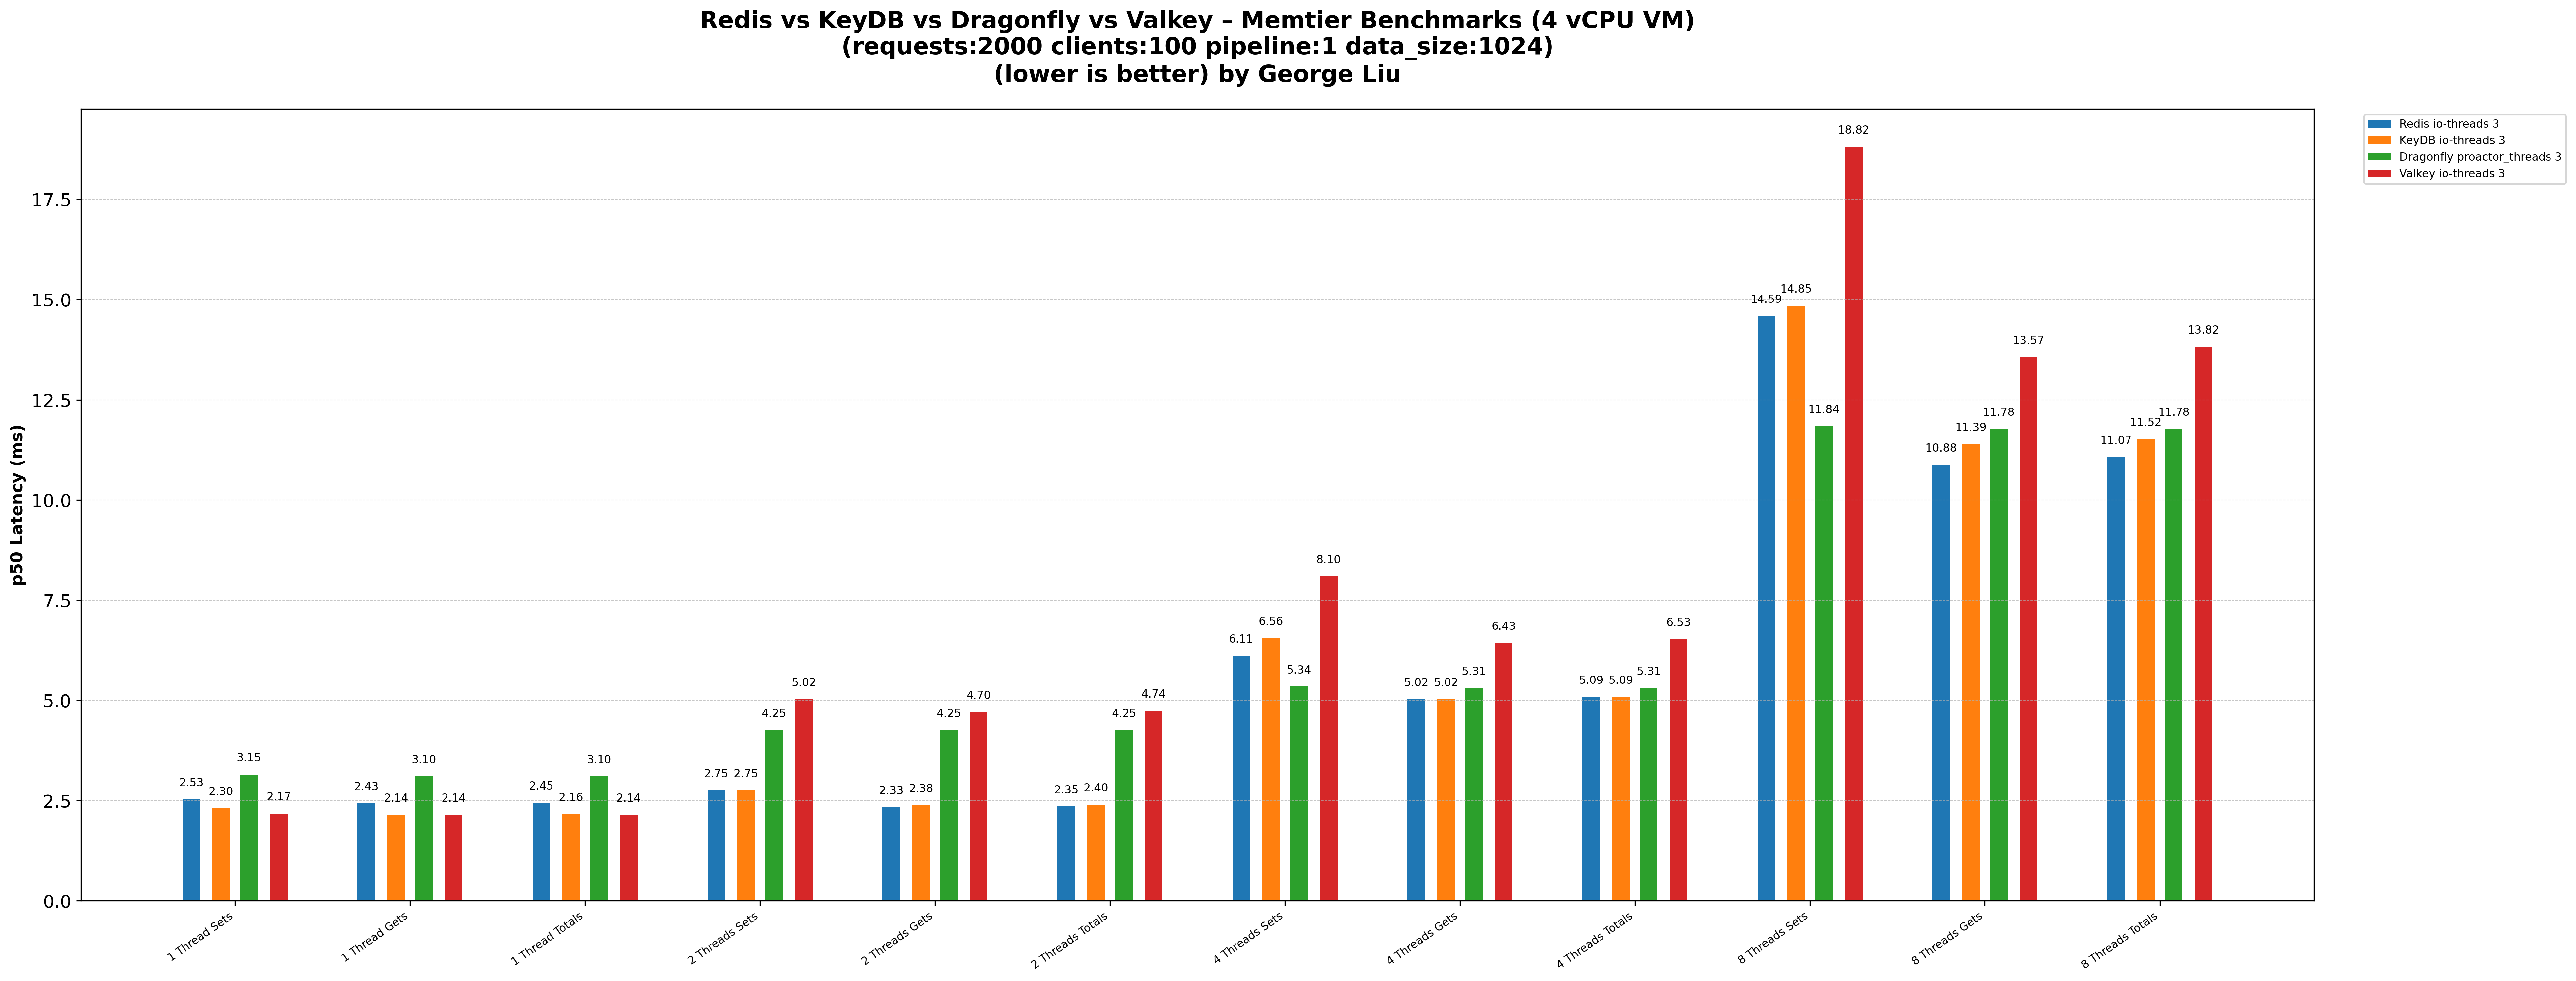 Redis vs KeyDB vs Dragonfly vs Valkey – Memtier Benchmarks (4 vCPU VM)
(requests:2000 clients:100 pipeline:1 data_size:1024)
(lower is better) by George Liu
Redis io-threads 3
KeyDB io-threads 3
Dragonfly proactor_threads 3
Valkey io-threads 3
p50 Latency (ms)
17.5
15.0
12.5
10.0
7.5
5.0
2.5
0.0
2.53 2.30 3.15 2.17
2.43 2.14 3.10 2.14
2.45 2.16 3.10 2.14
2.75 2.75 4.25 5.02
2.33 2.38 4.25 4.70
2.35 2.40 4.25 4.74
6.11 6.56 5.34 8.10
5.02 5.02 5.31 6.43
5.09 5.09 5.31 6.53
14.59 14.85 11.84 18.82
10.88 11.39 11.78 13.57
11.07 11.52 11.78 13.82
1 Thread Sets
1 Thread Gets
1 Thread Totals
2 Threads Sets
2 Threads Gets
2 Threads Totals
4 Threads Sets
4 Threads Gets
4 Threads Totals
8 Threads Sets
8 Threads Gets
8 Threads Totals